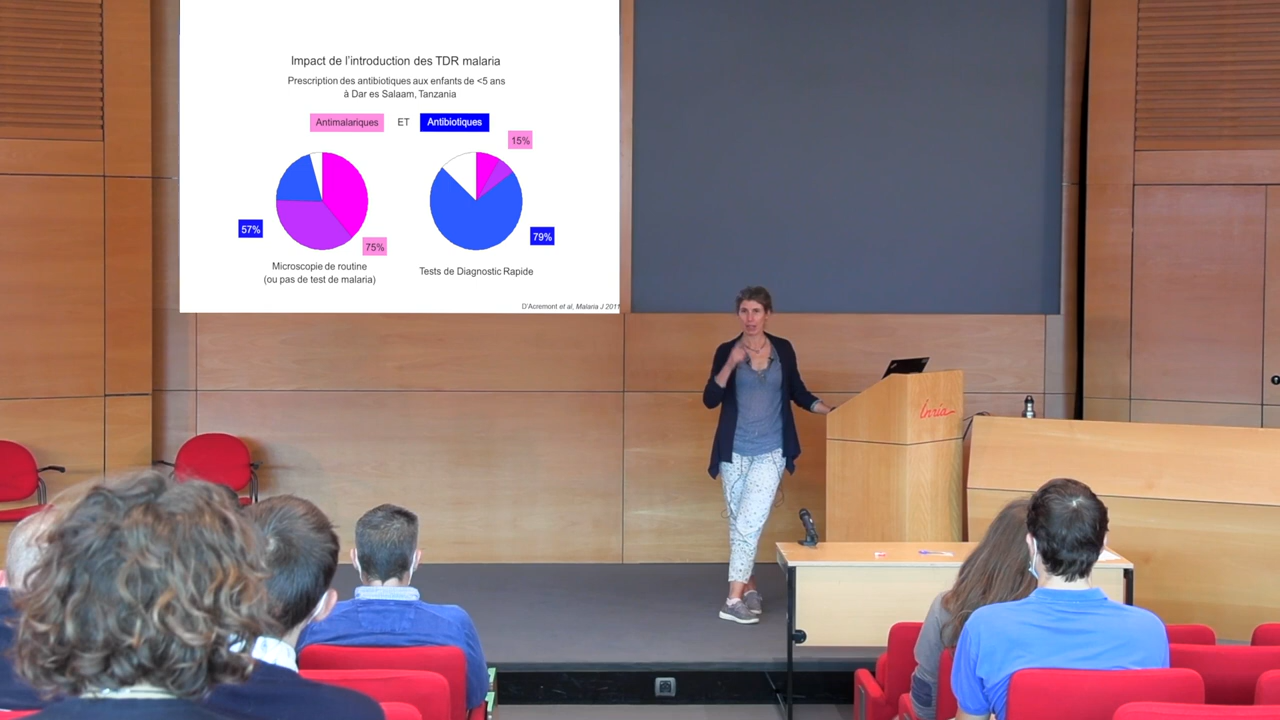 Impact de l'introduction des TDR malaria
Prescription des antibiotiques aux enfants de <5 ans
à Dar es Salaam, Tanzania
Antimalariques ET Antibiotiques
15%
57%
75%
79%
Microscopie de routine
(ou pas de test de malaria)
Tests de Diagnostic Rapide
D'Acremont et al, Malaria J 2011
Inria